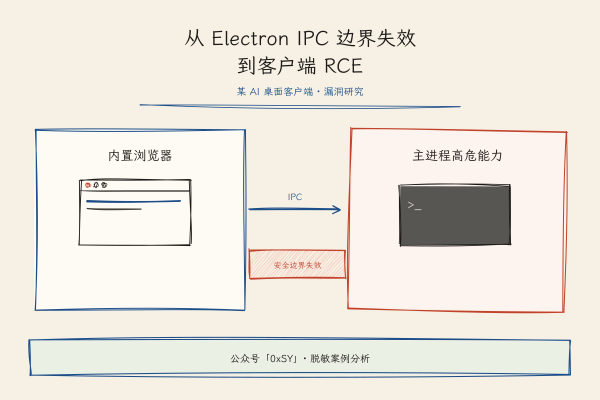 从 Electron IPC 边界失效
到客户端 RCE
某 AI 桌面客户端·漏洞研究
内置浏览器
IPC
安全边界失效
主进程高危能力
>_
公众号「0xSY」·脱敏案例分析